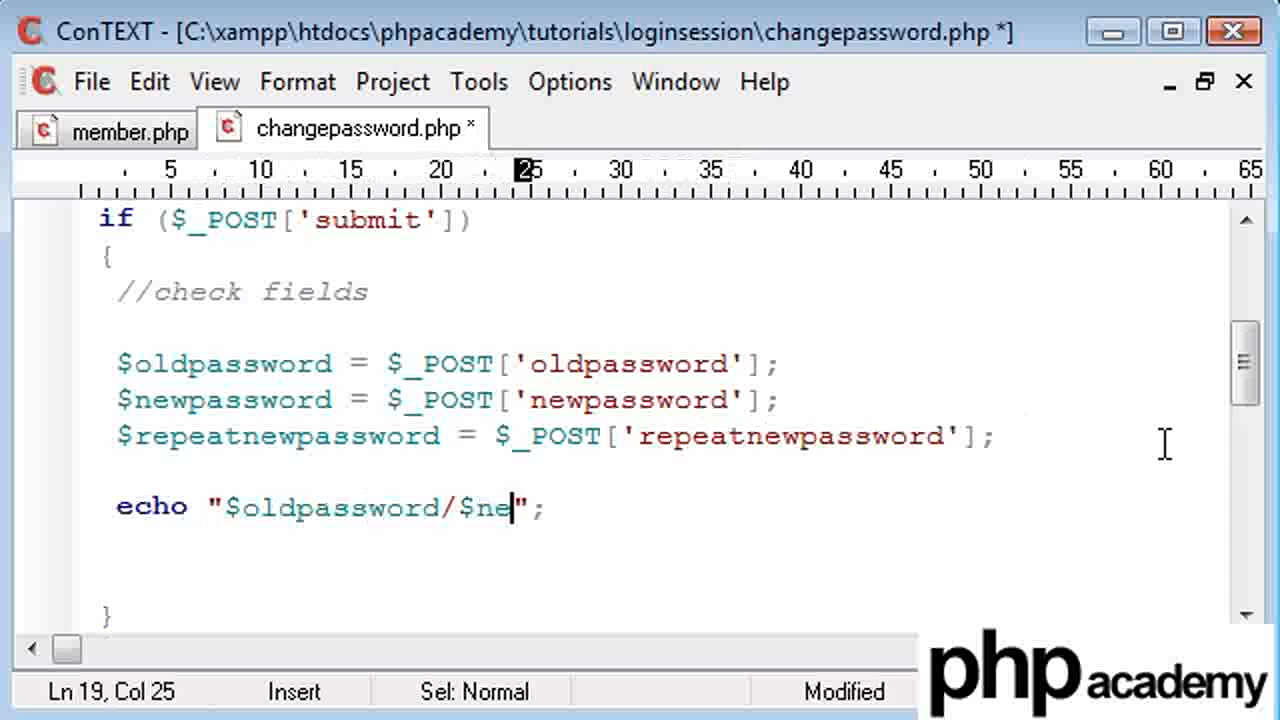 ConTEXT - [C:\xampp\htdocs\phpacademy\tutorials\loginsession\changepassword.php *]
File Edit View Format Project Tools Options Window Help
member.php changepassword.php *
5 10 15 20 25 30 35 40 45 50 55 60 65
if ($_POST['submit'])
{
//check fields
$oldpassword = $_POST['oldpassword'];
$newpassword = $_POST['newpassword'];
$repeatnewpassword = $_POST['repeatnewpassword'];
echo "$oldpassword/$ne";
}
Ln 19, Col 25 Insert Sel: Normal Modified
php academy